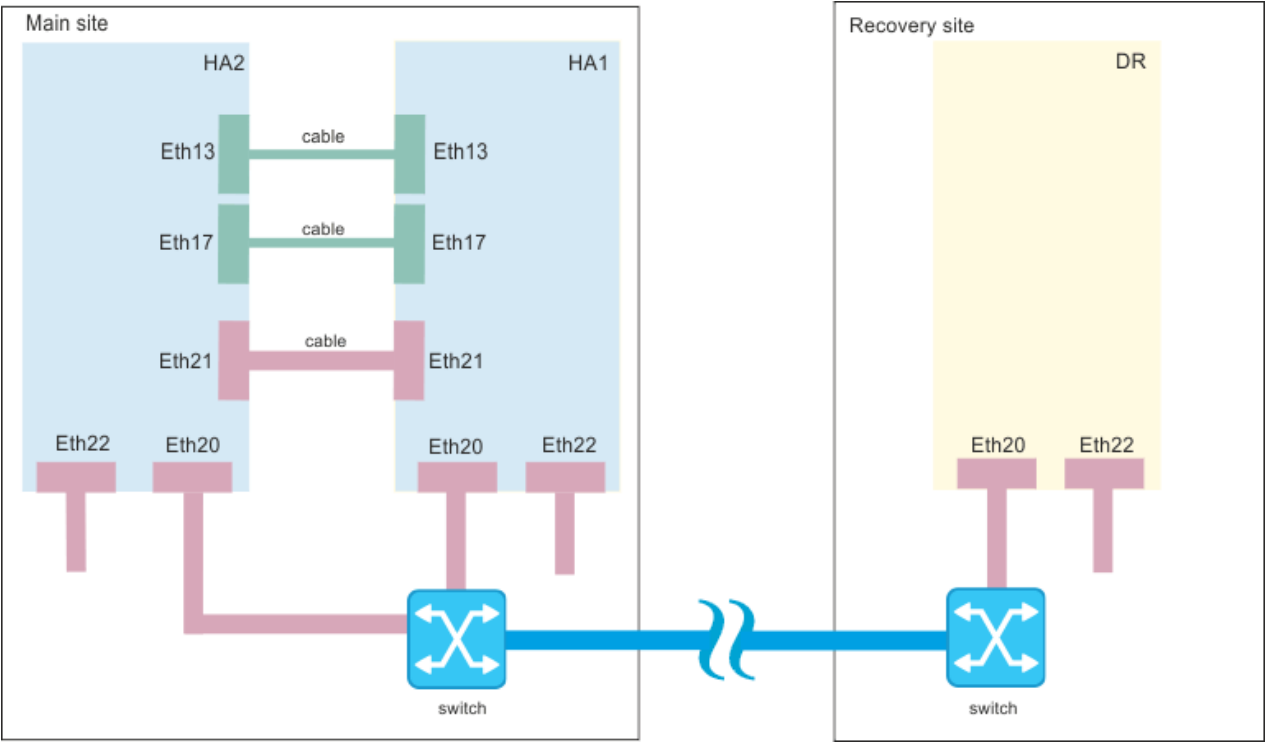 Main site
Recovery site
HA2
HA1
DR
cable
Eth13
Eth13
cable
Eth17
Eth17
cable
Eth21
Eth21
Eth22
Eth20
Eth20
Eth22
Eth20
Eth22
switch
switch